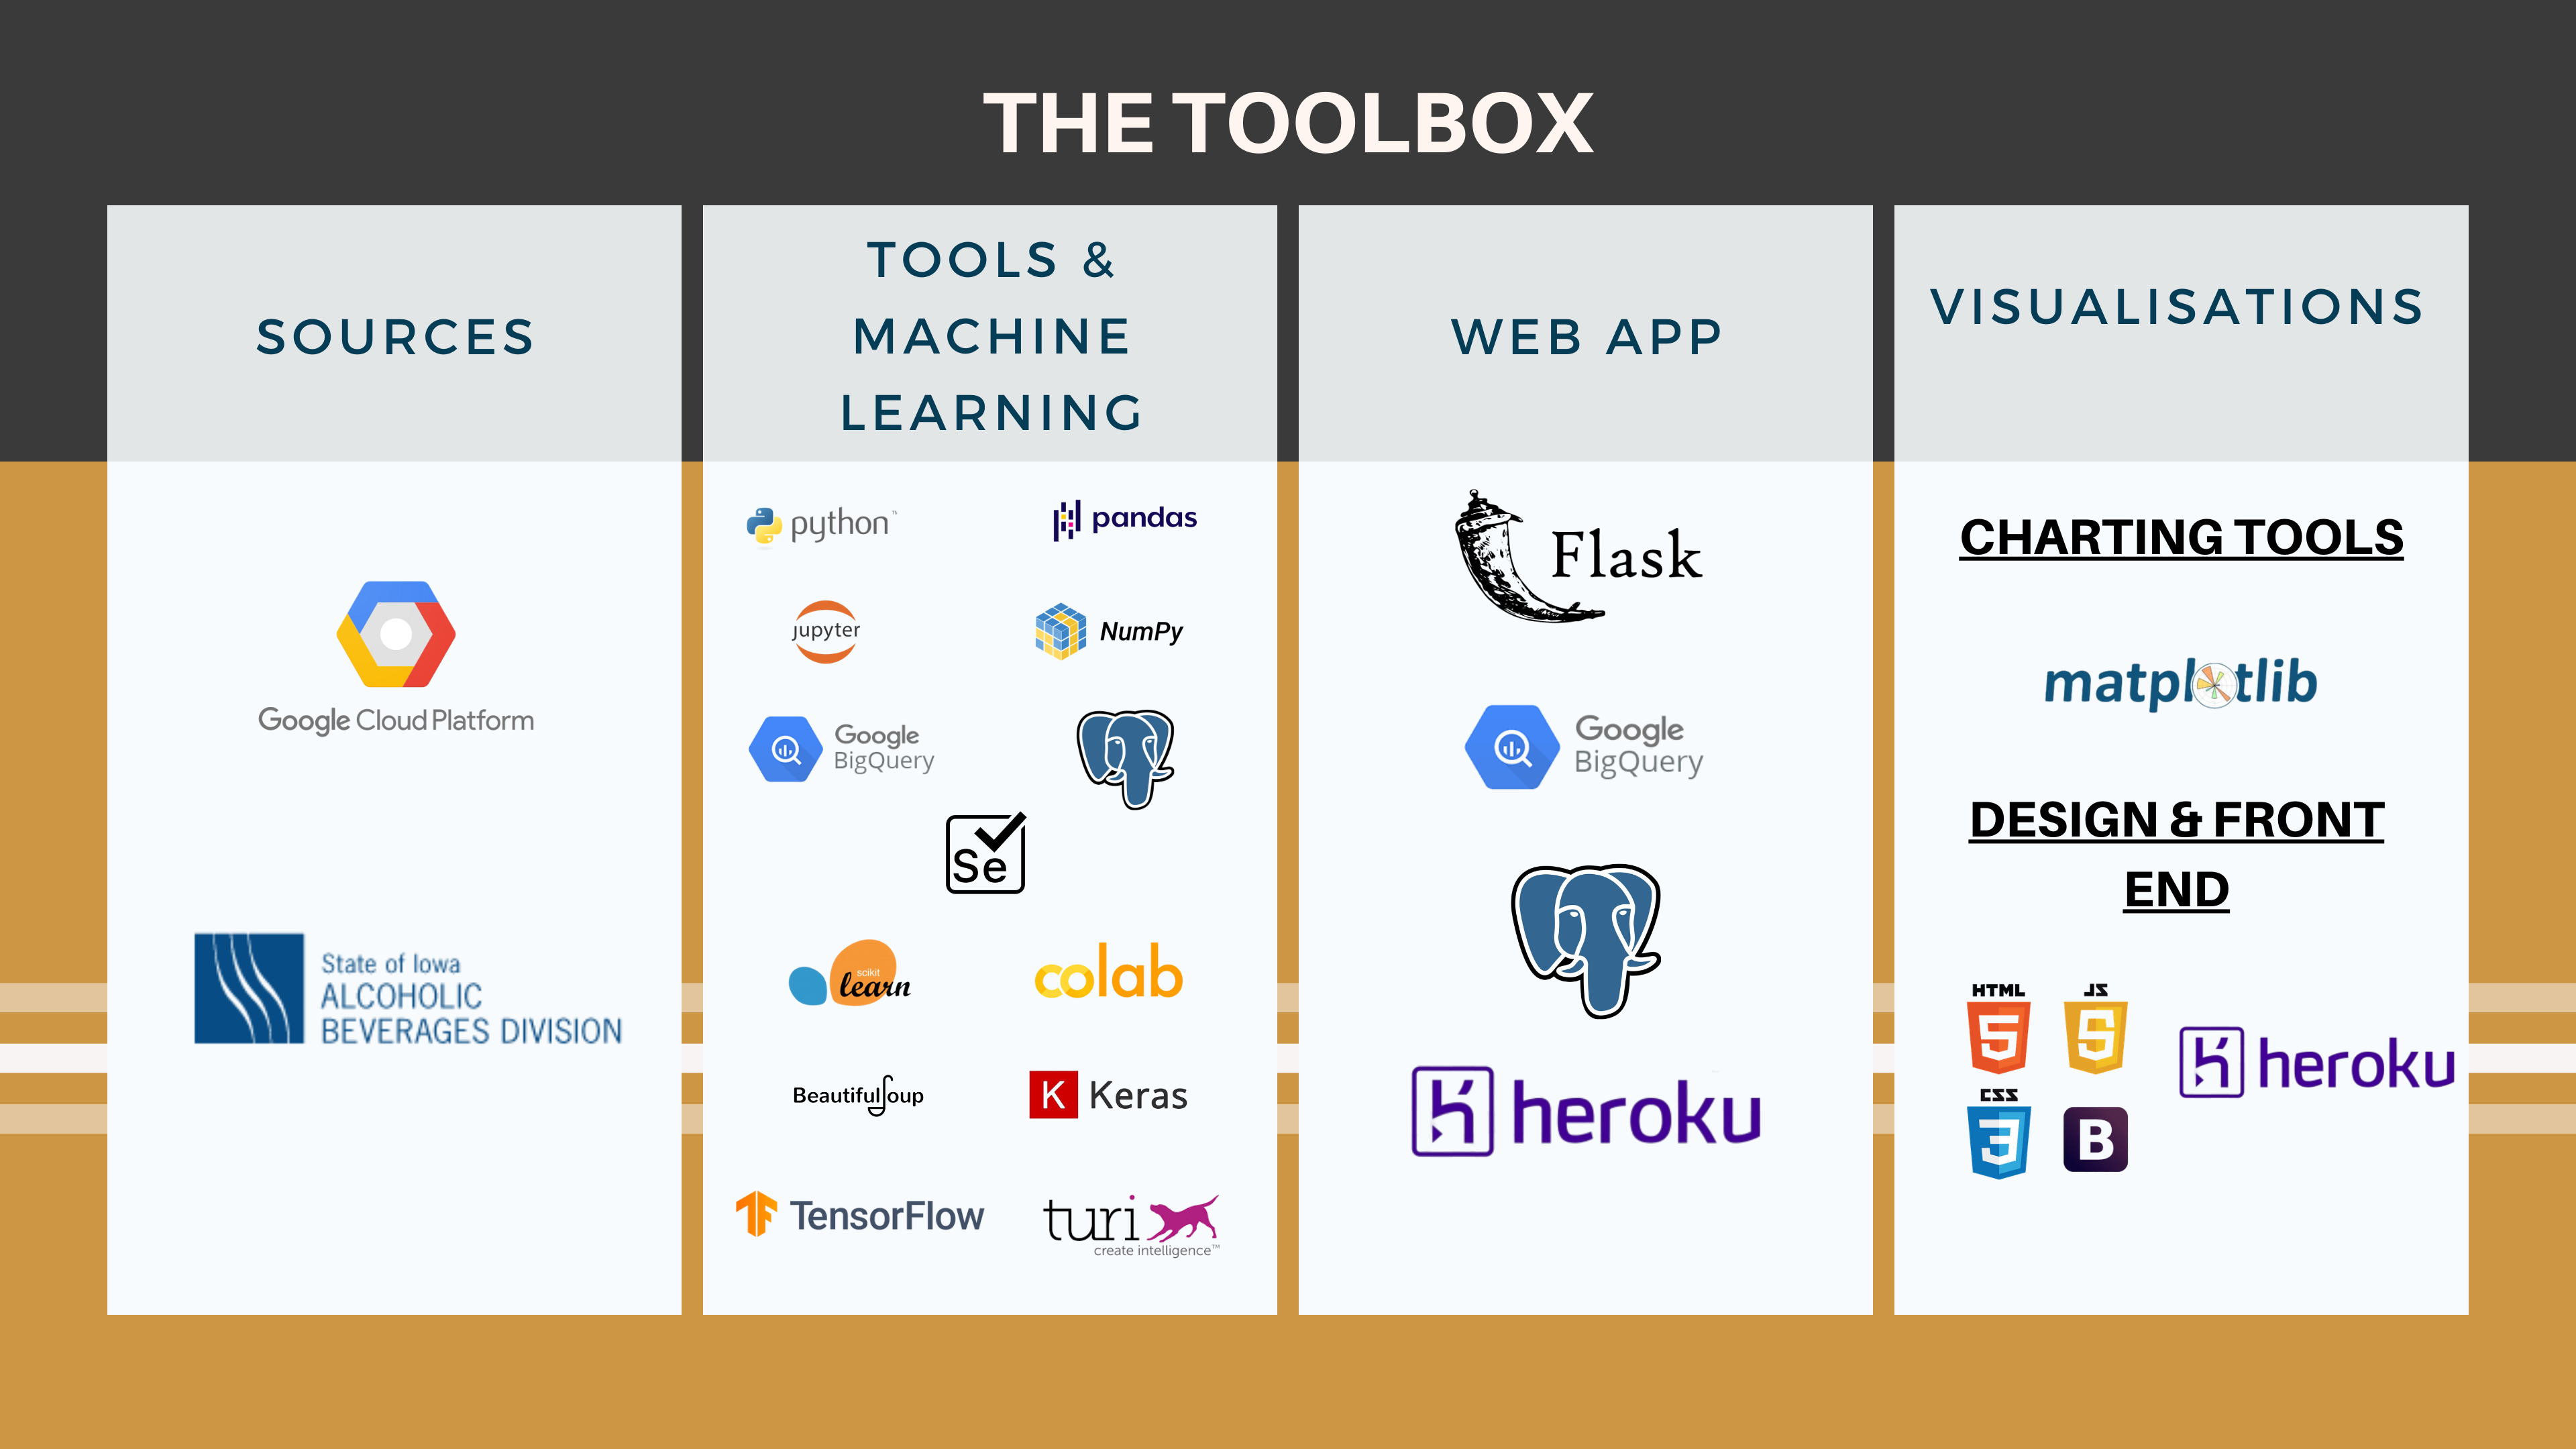 THE TOOLBOX
SOURCES
Google Cloud Platform
State of Iowa
ALCOHOLIC
BEVERAGES DIVISION
TOOLS &
MACHINE
LEARNING
python™
pandas
jupyter
NumPy
Google
BigQuery
Se
scikit
learn
colab
BeautifulSoup
K Keras
TensorFlow
turi
create intelligence™
WEB APP
Flask
Google
BigQuery
heroku
VISUALISATIONS
CHARTING TOOLS
matplotlib
DESIGN & FRONT
END
HTML
5
JS
5
CSS
3
B
heroku